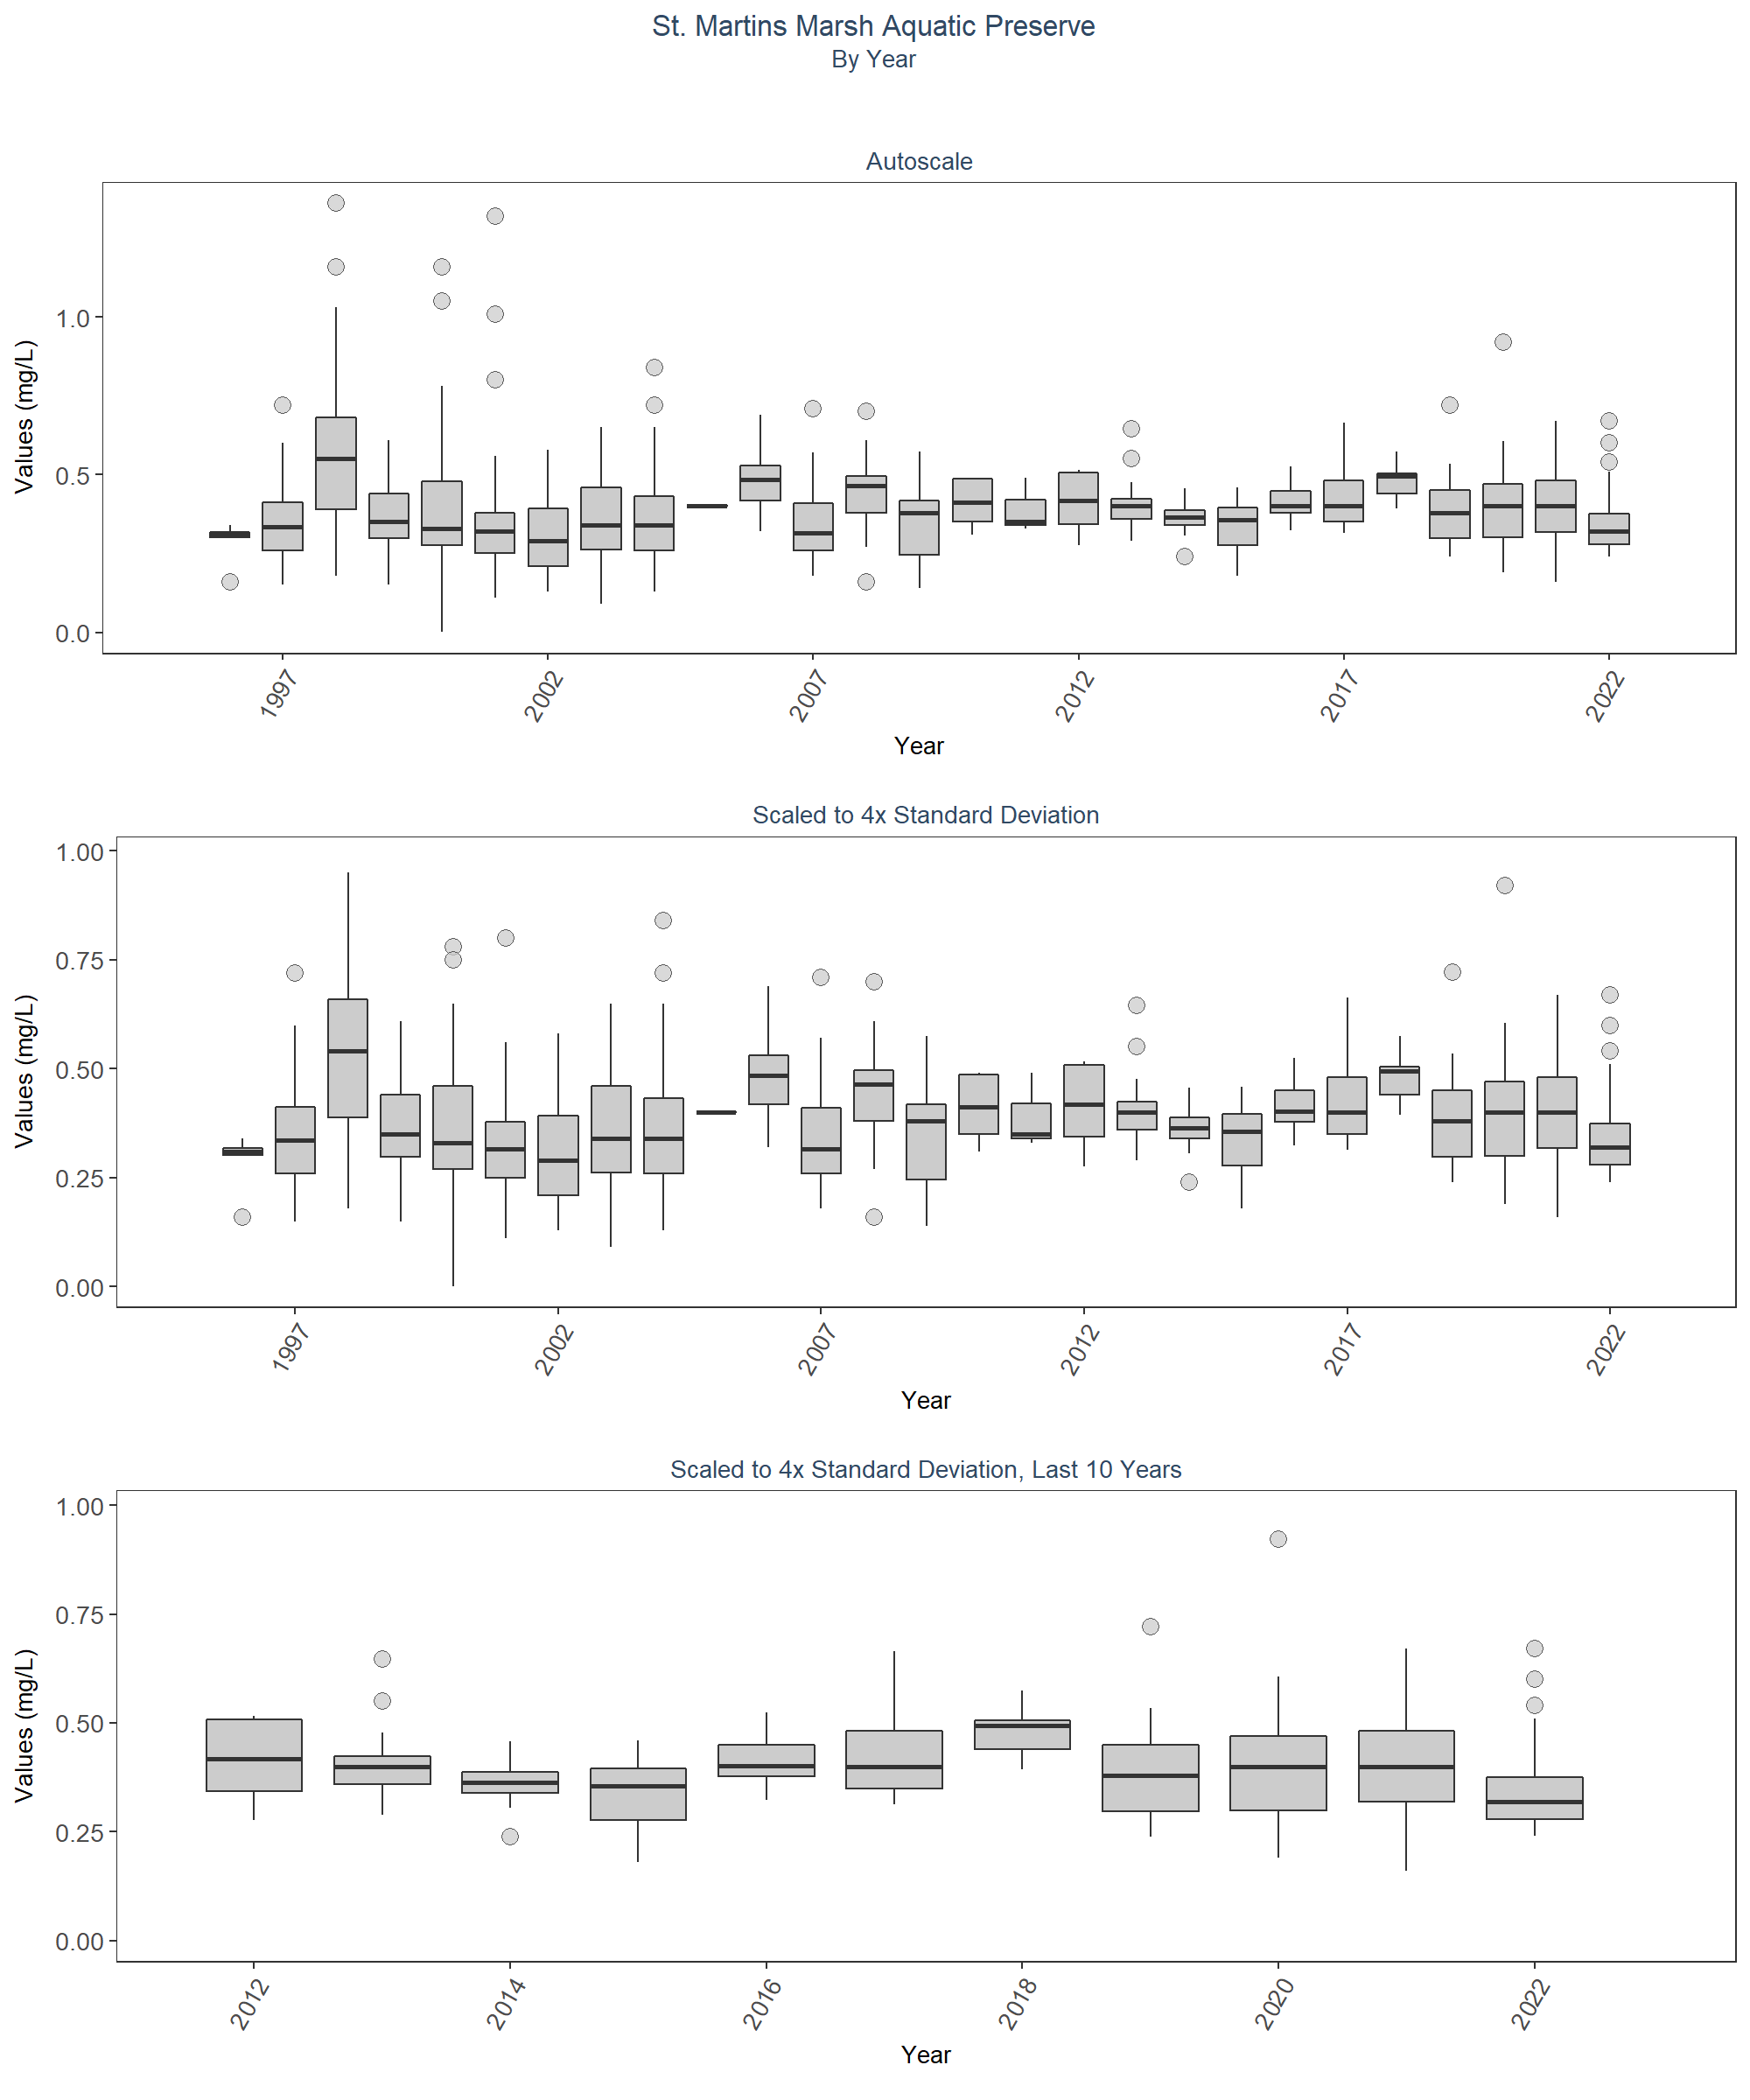 St. Martins Marsh Aquatic Preserve
By Year
Autoscale
Values (mg/L)
1.0
0.5
0.0
1997 2002 2007 2012 2017 2022
Year
Scaled to 4x Standard Deviation
Values (mg/L)
1.00
0.75
0.50
0.25
0.00
1997 2002 2007 2012 2017 2022
Year
Scaled to 4x Standard Deviation, Last 10 Years
Values (mg/L)
1.00
0.75
0.50
0.25
0.00
2012 2014 2016 2018 2020 2022
Year